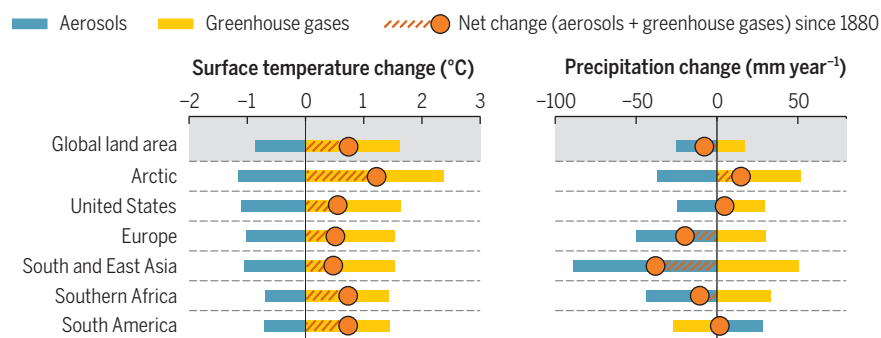 Aerosols Greenhouse gases Net change (aerosols + greenhouse gases) since 1880
Surface temperature change (°C) Precipitation change (mm year⁻¹)
−2 −1 0 1 2 3 −100 −50 0 50
Global land area
Arctic
United States
Europe
South and East Asia
Southern Africa
South America